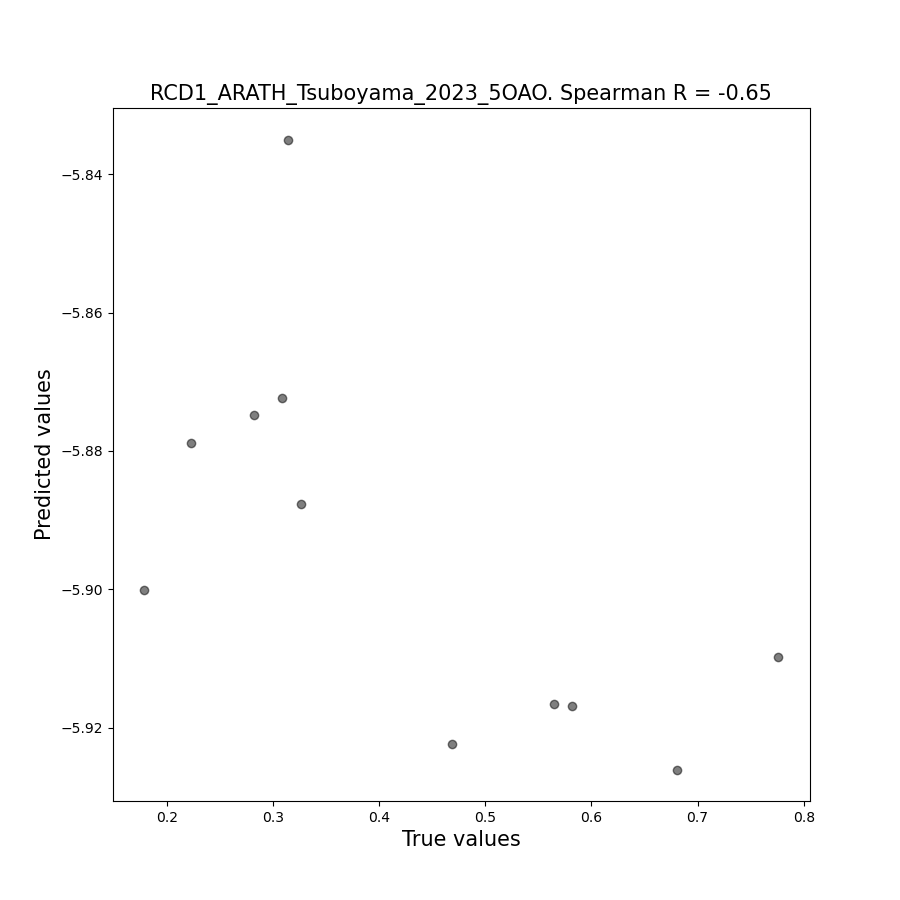 RCD1_ARATH_Tsuboyama_2023_5OAO. Spearman R = -0.65
Predicted values
−5.84
−5.86
−5.88
−5.90
−5.92
0.2 0.3 0.4 0.5 0.6 0.7 0.8
True values